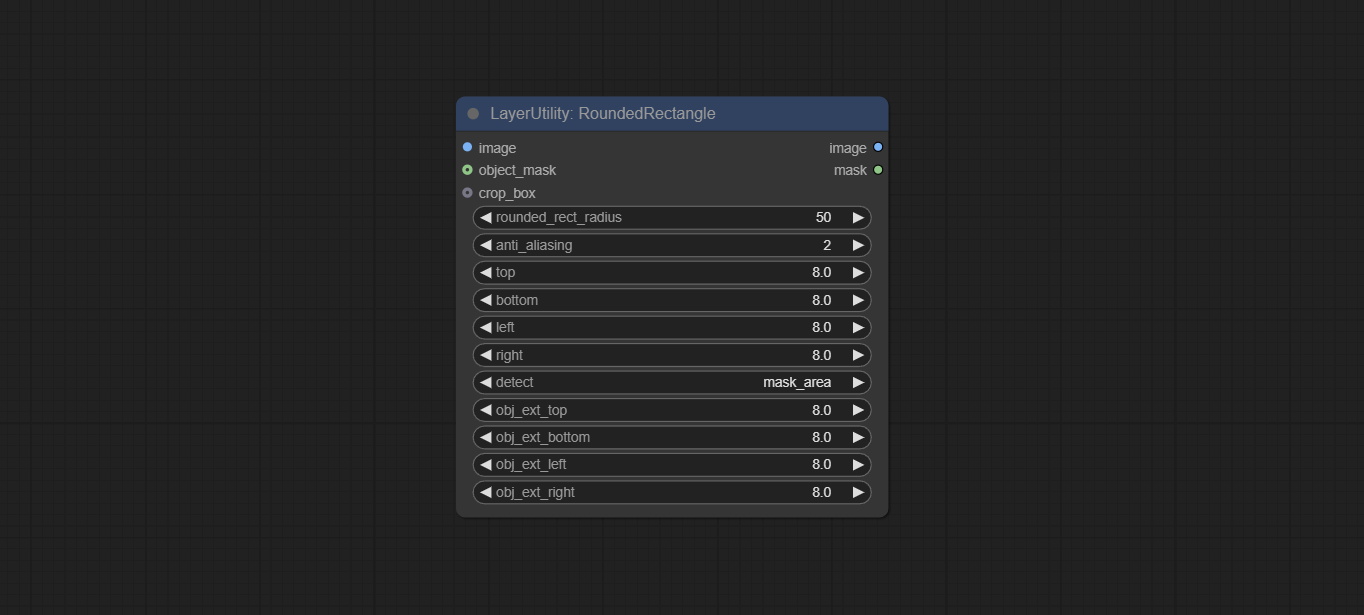 LayerUtility: RoundedRectangle
image image
object_mask mask
crop_box
rounded_rect_radius 50
anti_aliasing 2
top 8.0
bottom 8.0
left 8.0
right 8.0
detect mask_area
obj_ext_top 8.0
obj_ext_bottom 8.0
obj_ext_left 8.0
obj_ext_right 8.0